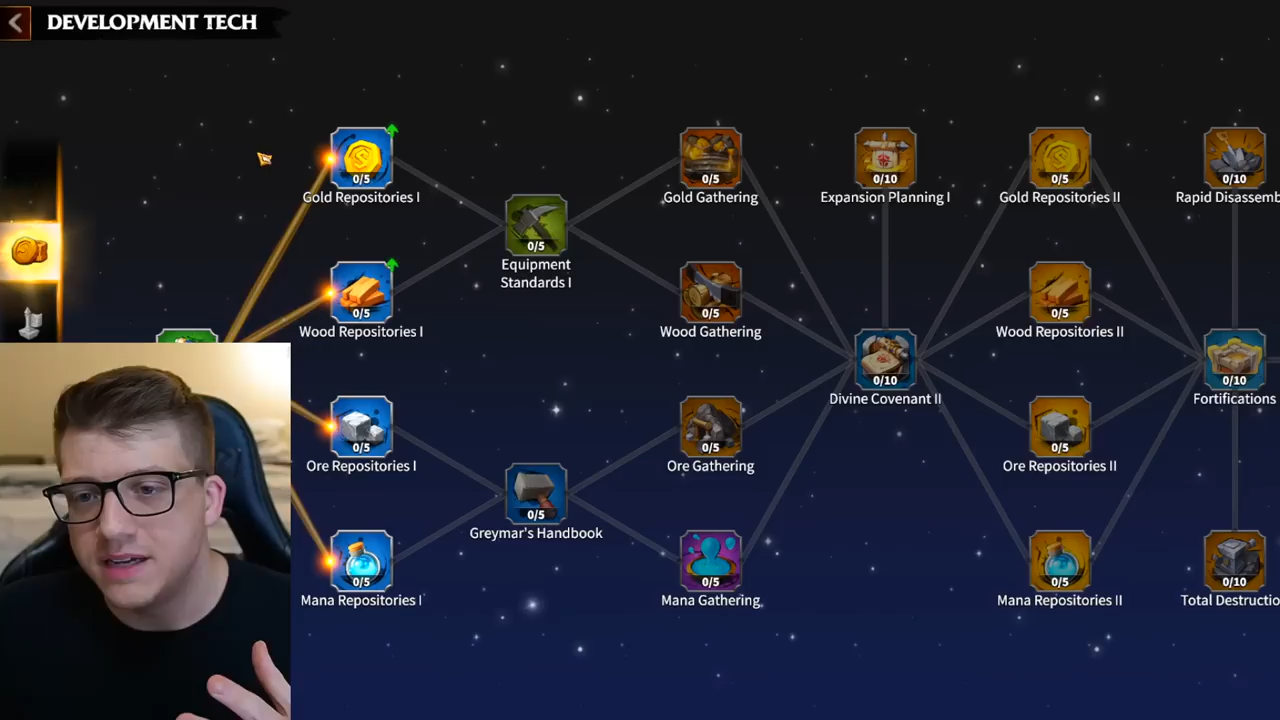 DEVELOPMENT TECH
0/5
Gold Repositories I
0/5
Gold Gathering
0/10
Expansion Planning I
0/5
Gold Repositories II
0/10
Rapid Disassemb
0/5
Equipment
Standards I
0/5
Wood Repositories I
0/5
Wood Gathering
0/5
Wood Repositories II
0/10
Divine Covenant II
0/10
Fortifications
0/5
Ore Repositories I
0/5
Ore Gathering
0/5
Ore Repositories II
0/5
Greymar's Handbook
0/5
Mana Repositories I
0/5
Mana Gathering
0/5
Mana Repositories II
0/10
Total Destructio